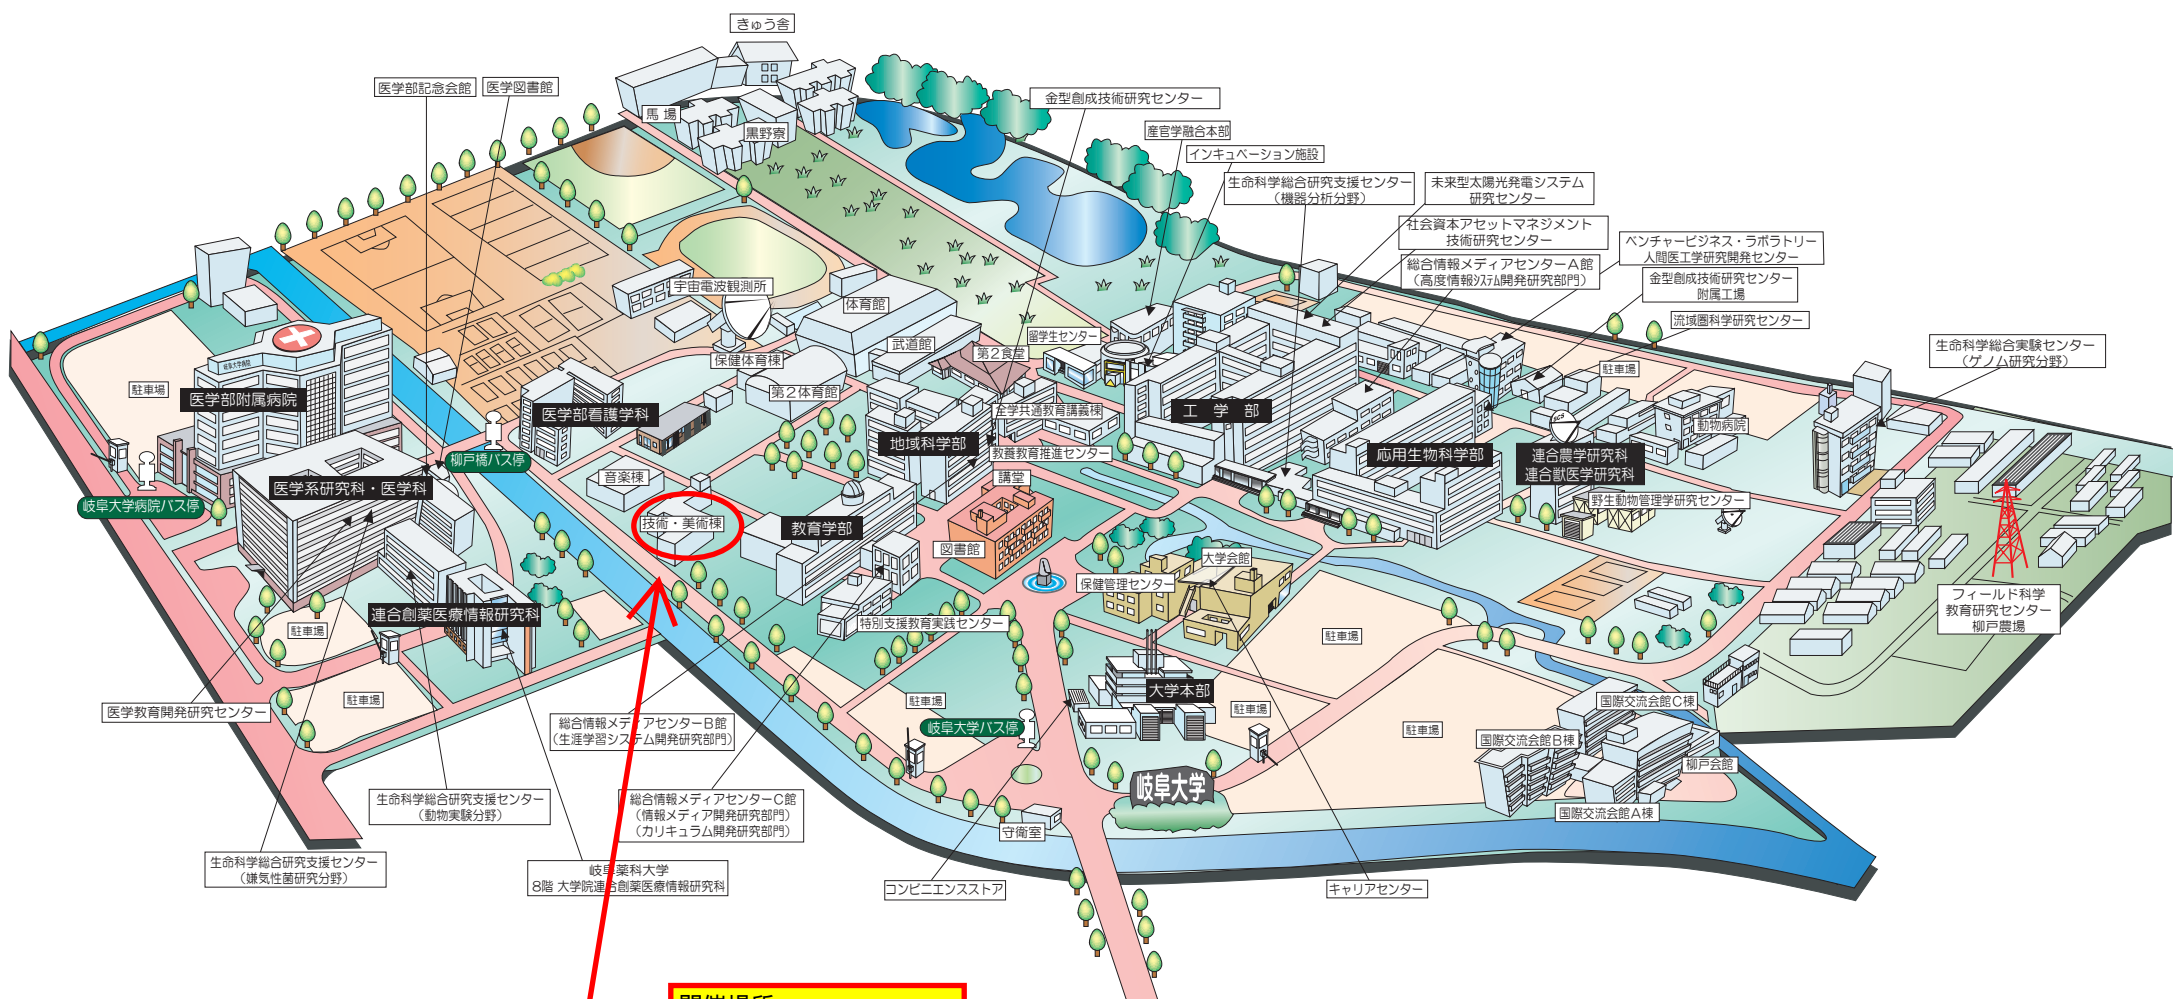 きゅう舎
医学部記念会館
医学図書館
金型創成技術研究センター
馬場
黒野寮
産官学融合本部
インキュベーション施設
生命科学総合研究支援センター
(機器分析分野)
未来型太陽光発電システム
研究センター
社会資本アセットマネジメント
技術研究センター
総合情報メディアセンターA館
(高度情報システム開発研究部門)
ベンチャービジネス・ラボラトリー
人間医工学研究開発センター
金型創成技術研究センター
附属工場
流域圏科学研究センター
生命科学総合実験センター
(ゲノム研究分野)
宇宙電波観測所
体育館
留学生センター
武道館
第2食堂
保健体育棟
第2体育館
岐阜大学病院
駐車場
医学部附属病院
医学部看護学科
全学共通教育講義棟
工学部
駐車場
動物病院
地域科学部
教養教育推進センター
応用生物科学部
連合農学研究科
連合獣医学研究科
柳戸橋バス停
音楽棟
講堂
医学系研究科・医学科
岐阜大学病院バス停
技術・美術棟
教育学部
野生動物管理学研究センター
図書館
大学会館
保健管理センター
フィールド科学
教育研究センター
柳戸農場
連合創薬医療情報研究科
特別支援教育実践センター
駐車場
駐車場
駐車場
駐車場
大学本部
駐車場
国際交流会館C棟
医学教育開発研究センター
総合情報メディアセンターB館
(生涯学習システム開発研究部門)
岐阜大学バス停
駐車場
国際交流会館B棟
柳戸会館
岐阜大学
生命科学総合研究支援センター
(動物実験分野)
総合情報メディアセンターC館
(情報メディア開発研究部門)
(カリキュラム開発研究部門)
守衛室
国際交流会館A棟
生命科学総合研究支援センター
(嫌気性菌研究分野)
岐阜薬科大学
8階 大学院連合創薬医療情報研究科
コンビニエンスストア
キャリアセンター
開催場所